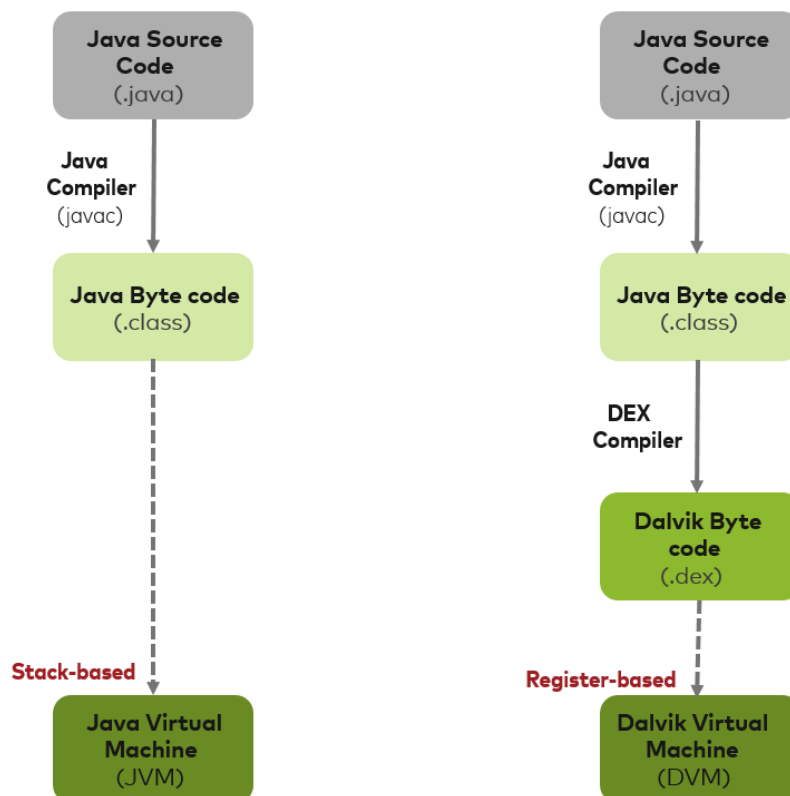 Java Source
Code
(.java)
Java
Compiler
(javac)
Java Byte code
(.class)
Stack-based
Java Virtual
Machine
(JVM)
Java Source
Code
(.java)
Java
Compiler
(javac)
Java Byte code
(.class)
DEX
Compiler
Dalvik Byte
code
(.dex)
Register-based
Dalvik Virtual
Machine
(DVM)